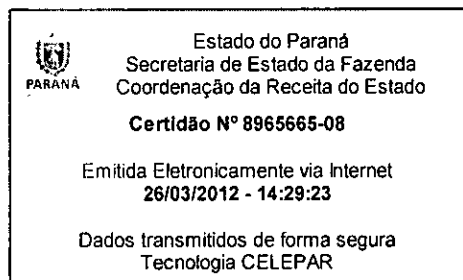 Estado do Paraná
Secretaria de Estado da Fazenda
Coordenação da Receita do Estado
PARANÁ
Certidão Nº 8965665-08
Emitida Eletronicamente via Internet
26/03/2012 - 14:29:23
Dados transmitidos de forma segura
Tecnologia CELEPAR